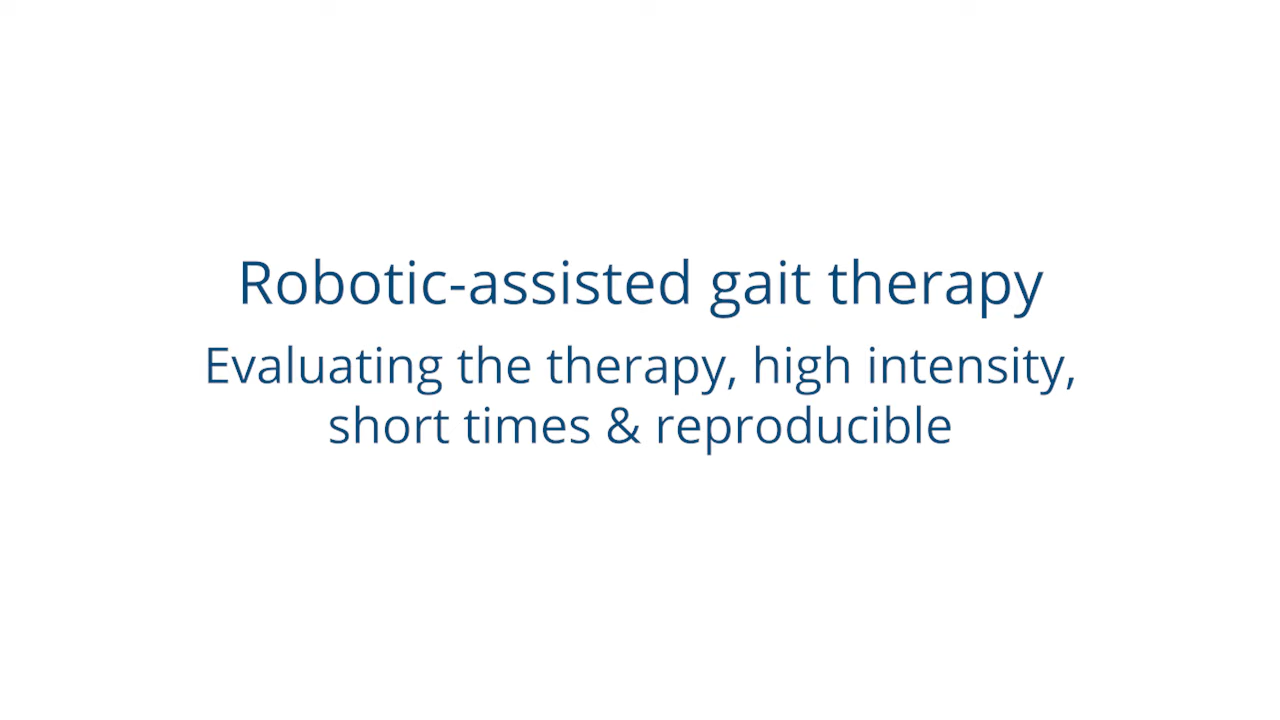 Robotic-assisted gait therapy
Evaluating the therapy, high intensity,
short times & reproducible